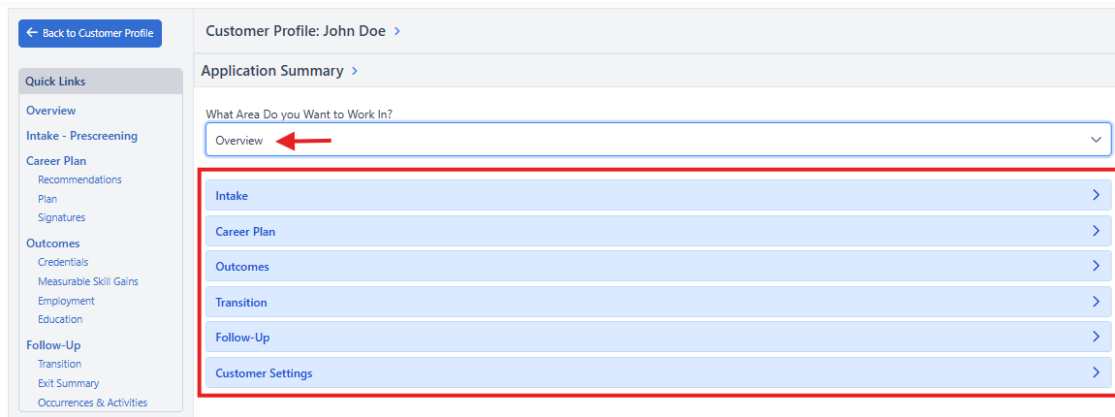 ← Back to Customer Profile
Quick Links
Overview
Intake - Prescreening
Career Plan
Recommendations
Plan
Signatures
Outcomes
Credentials
Measurable Skill Gains
Employment
Education
Follow-Up
Transition
Exit Summary
Occurrences & Activities
Customer Profile: John Doe >
Application Summary >
What Area Do you Want to Work In?
Overview
Intake
Career Plan
Outcomes
Transition
Follow-Up
Customer Settings